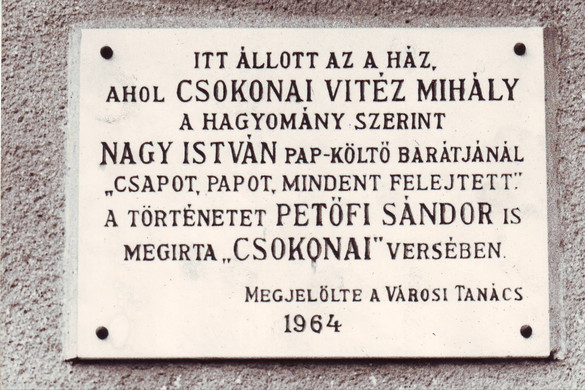 ITT ÁLLOTT AZ A HÁZ,
AHOL CSOKONAI VITÉZ MIHÁLY
A HAGYOMÁNY SZERINT
NAGY ISTVÁN PAP-KÖLTŐ BARÁTJÁNÁL
„CSAPOT, PAPOT, MINDENT FELEJTETT."
A TÖRTÉNETET PETŐFI SÁNDOR IS
MEGIRTA „CSOKONAI" VERSÉBEN.
MEGJELÖLTE A VÁROSI TANÁCS
1964